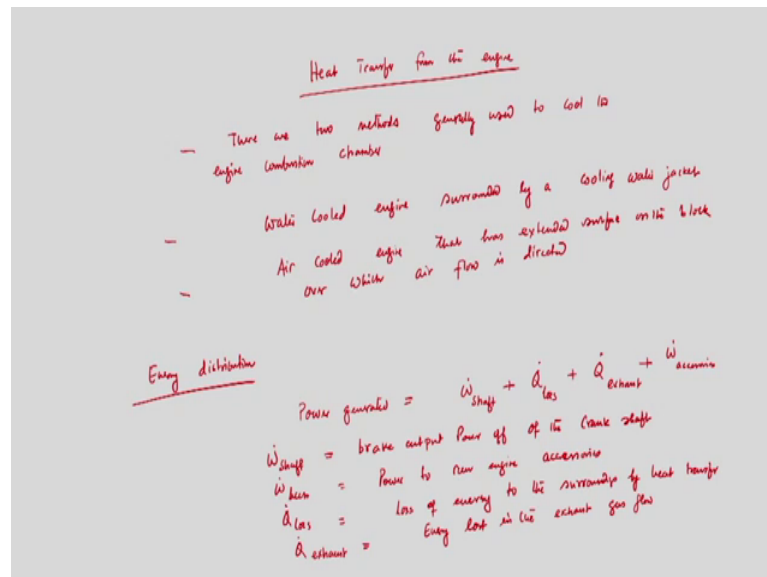 Heat Transfer from the engine
— There are two methods generally used to cool the
engine combustion chamber
— Water cooled engine surrounded by a cooling water jacket
— Air cooled engine that has extended surface on the block
over which air flow is directed
Energy distribution
Power generated = Ẇshaft + Q̇loss + Q̇exhaust + Ẇaccessories
Ẇshaft = brake output power off of the crank shaft
Ẇ = Power to run engine accessories
Q̇loss = loss of energy to the surroundings by heat transfer
Q̇exhaust = Energy lost in the exhaust gas flow